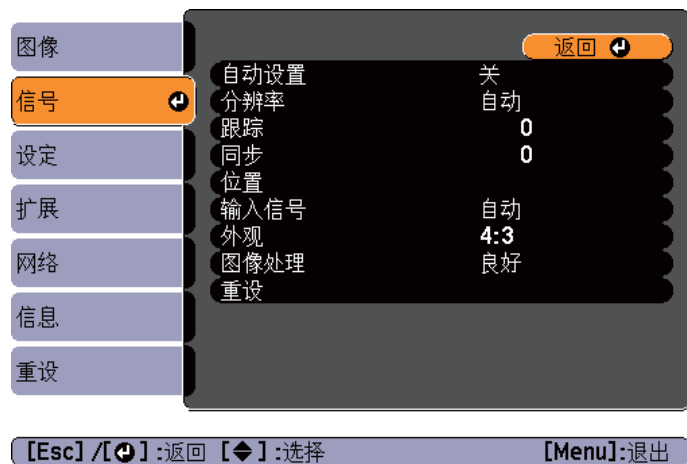 图像
信号
设定
扩展
网络
信息
重设
返回
自动设置 关
分辨率 自动
跟踪 0
同步 0
位置
输入信号 自动
外观 4:3
图像处理 良好
重设
[Esc] /[ ] :返回 [ ] :选择 [Menu]:退出